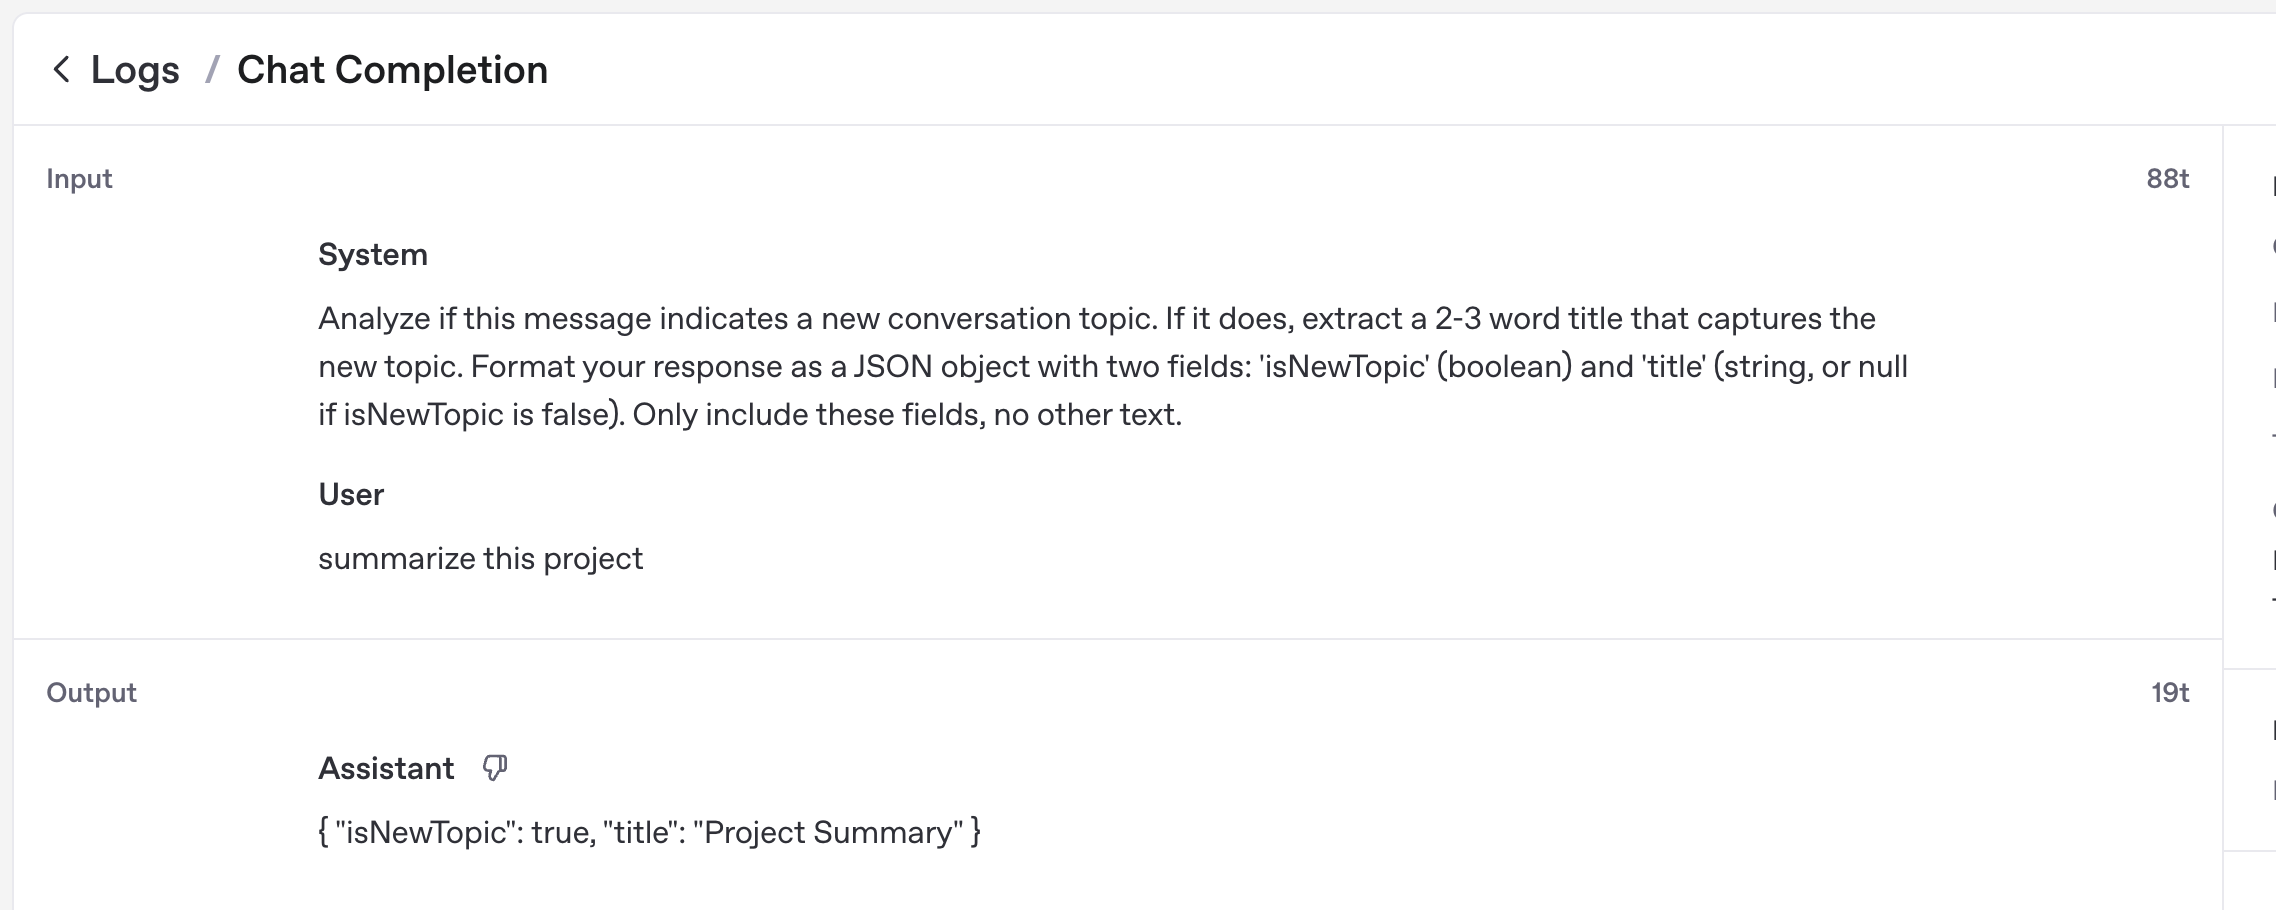 Logs / Chat Completion
Input
88t
System
Analyze if this message indicates a new conversation topic. If it does, extract a 2-3 word title that captures the
new topic. Format your response as a JSON object with two fields: 'isNewTopic' (boolean) and 'title' (string, or null
if isNewTopic is false). Only include these fields, no other text.
User
summarize this project
Output
19t
Assistant
{ "isNewTopic": true, "title": "Project Summary" }